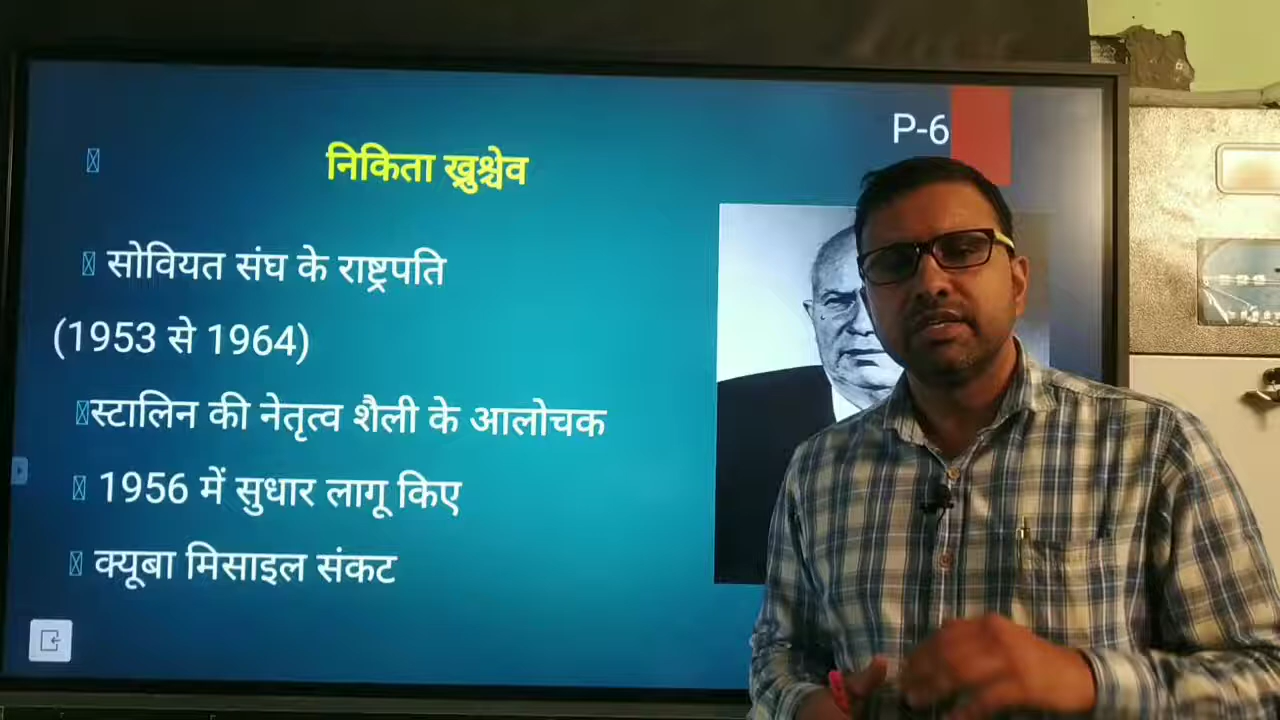 P-6
निकिता ख्रुश्चेव
सोवियत संघ के राष्ट्रपति
(1953 से 1964)
स्टालिन की नेतृत्व शैली के आलोचक
1956 में सुधार लागू किए
क्यूबा मिसाइल संकट